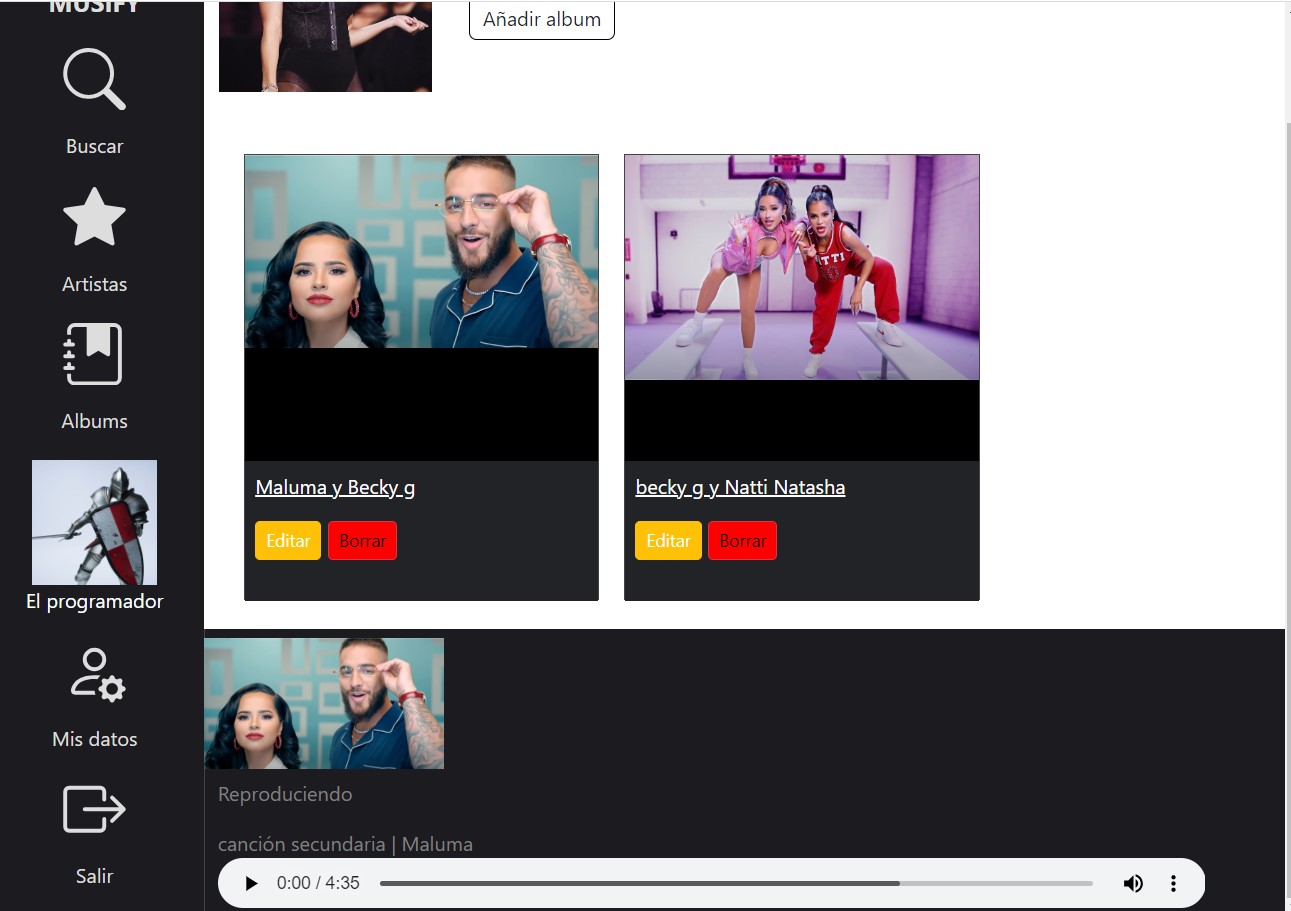 MUSIFY
Añadir album
Buscar
Artistas
Albums
El programador
Mis datos
Salir
NATTI
Maluma y Becky g
Editar
Borrar
becky g y Natti Natasha
Editar
Borrar
Reproduciendo
canción secundaria | Maluma
0:00 / 4:35